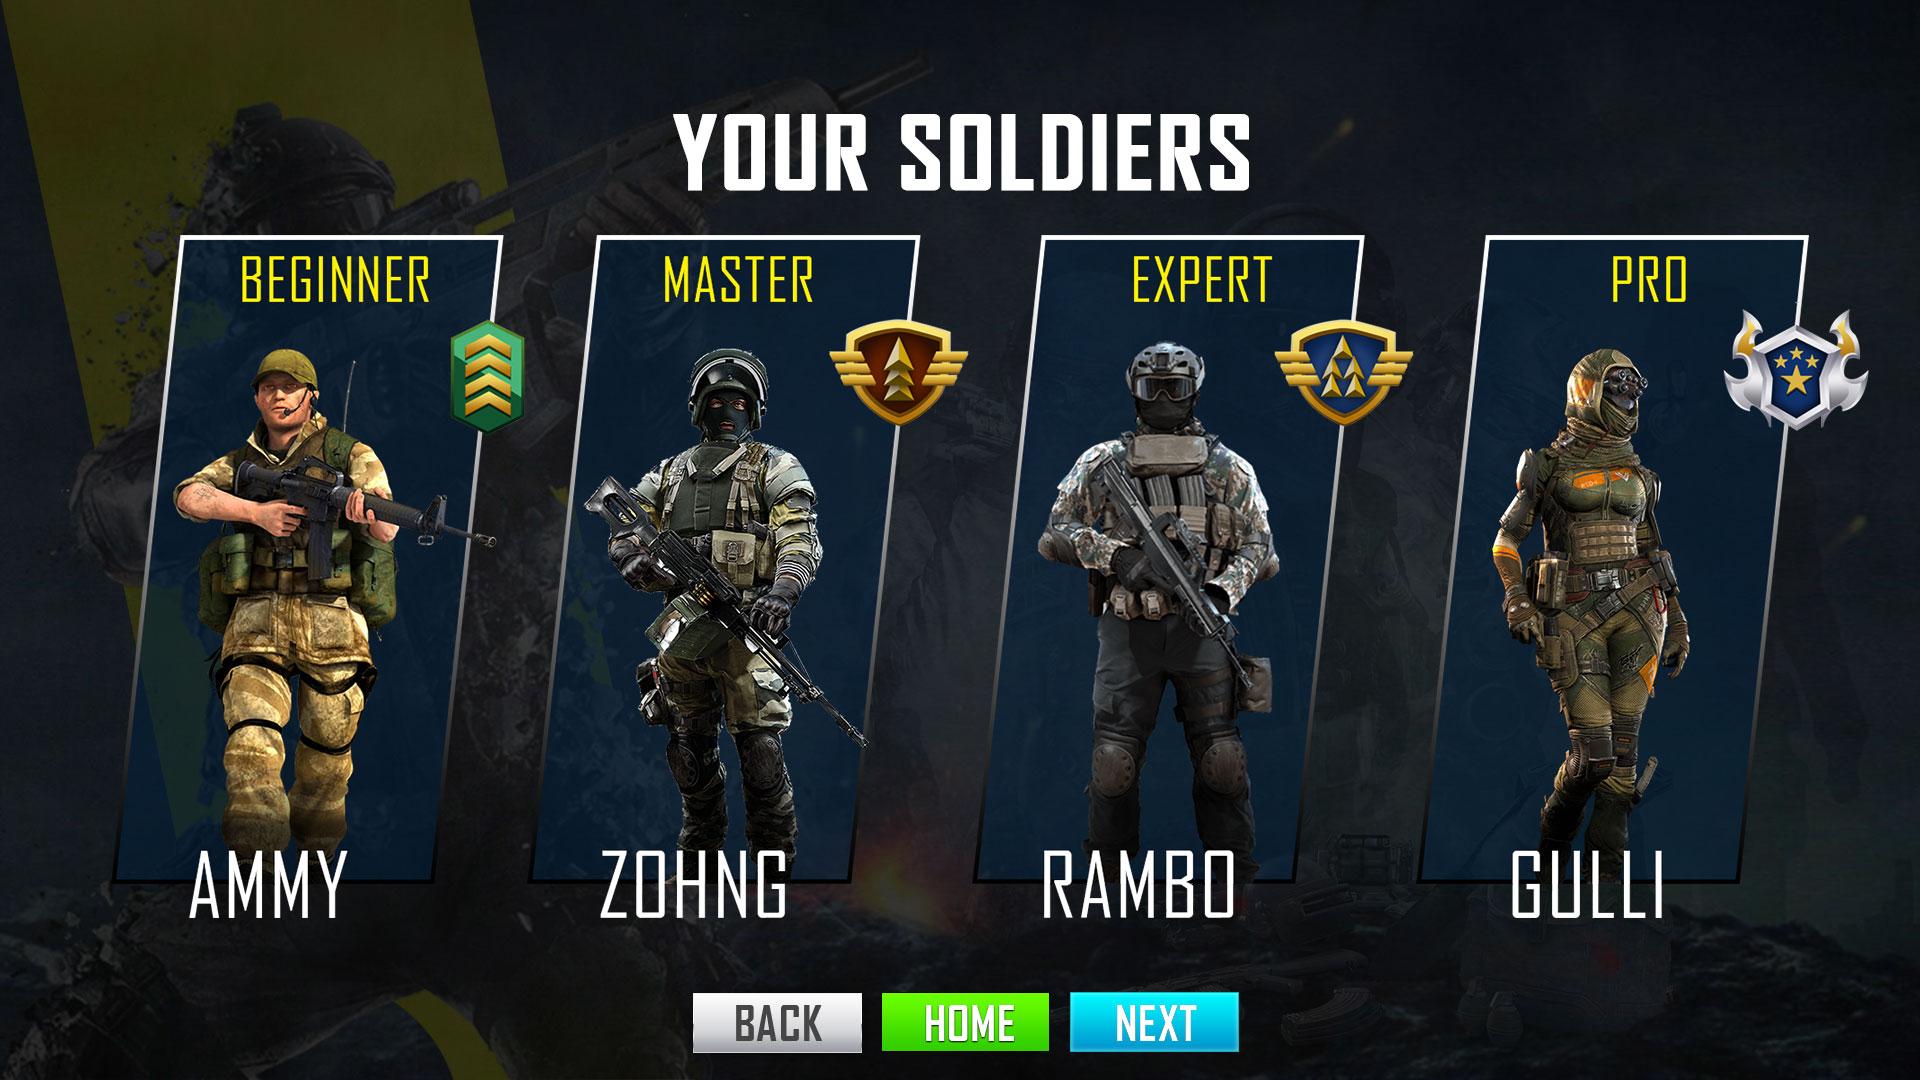 YOUR SOLDIERS
BEGINNER
MASTER
EXPERT
PRO
AMMY
ZOHNG
RAMBO
GULLI
BACK
HOME
NEXT